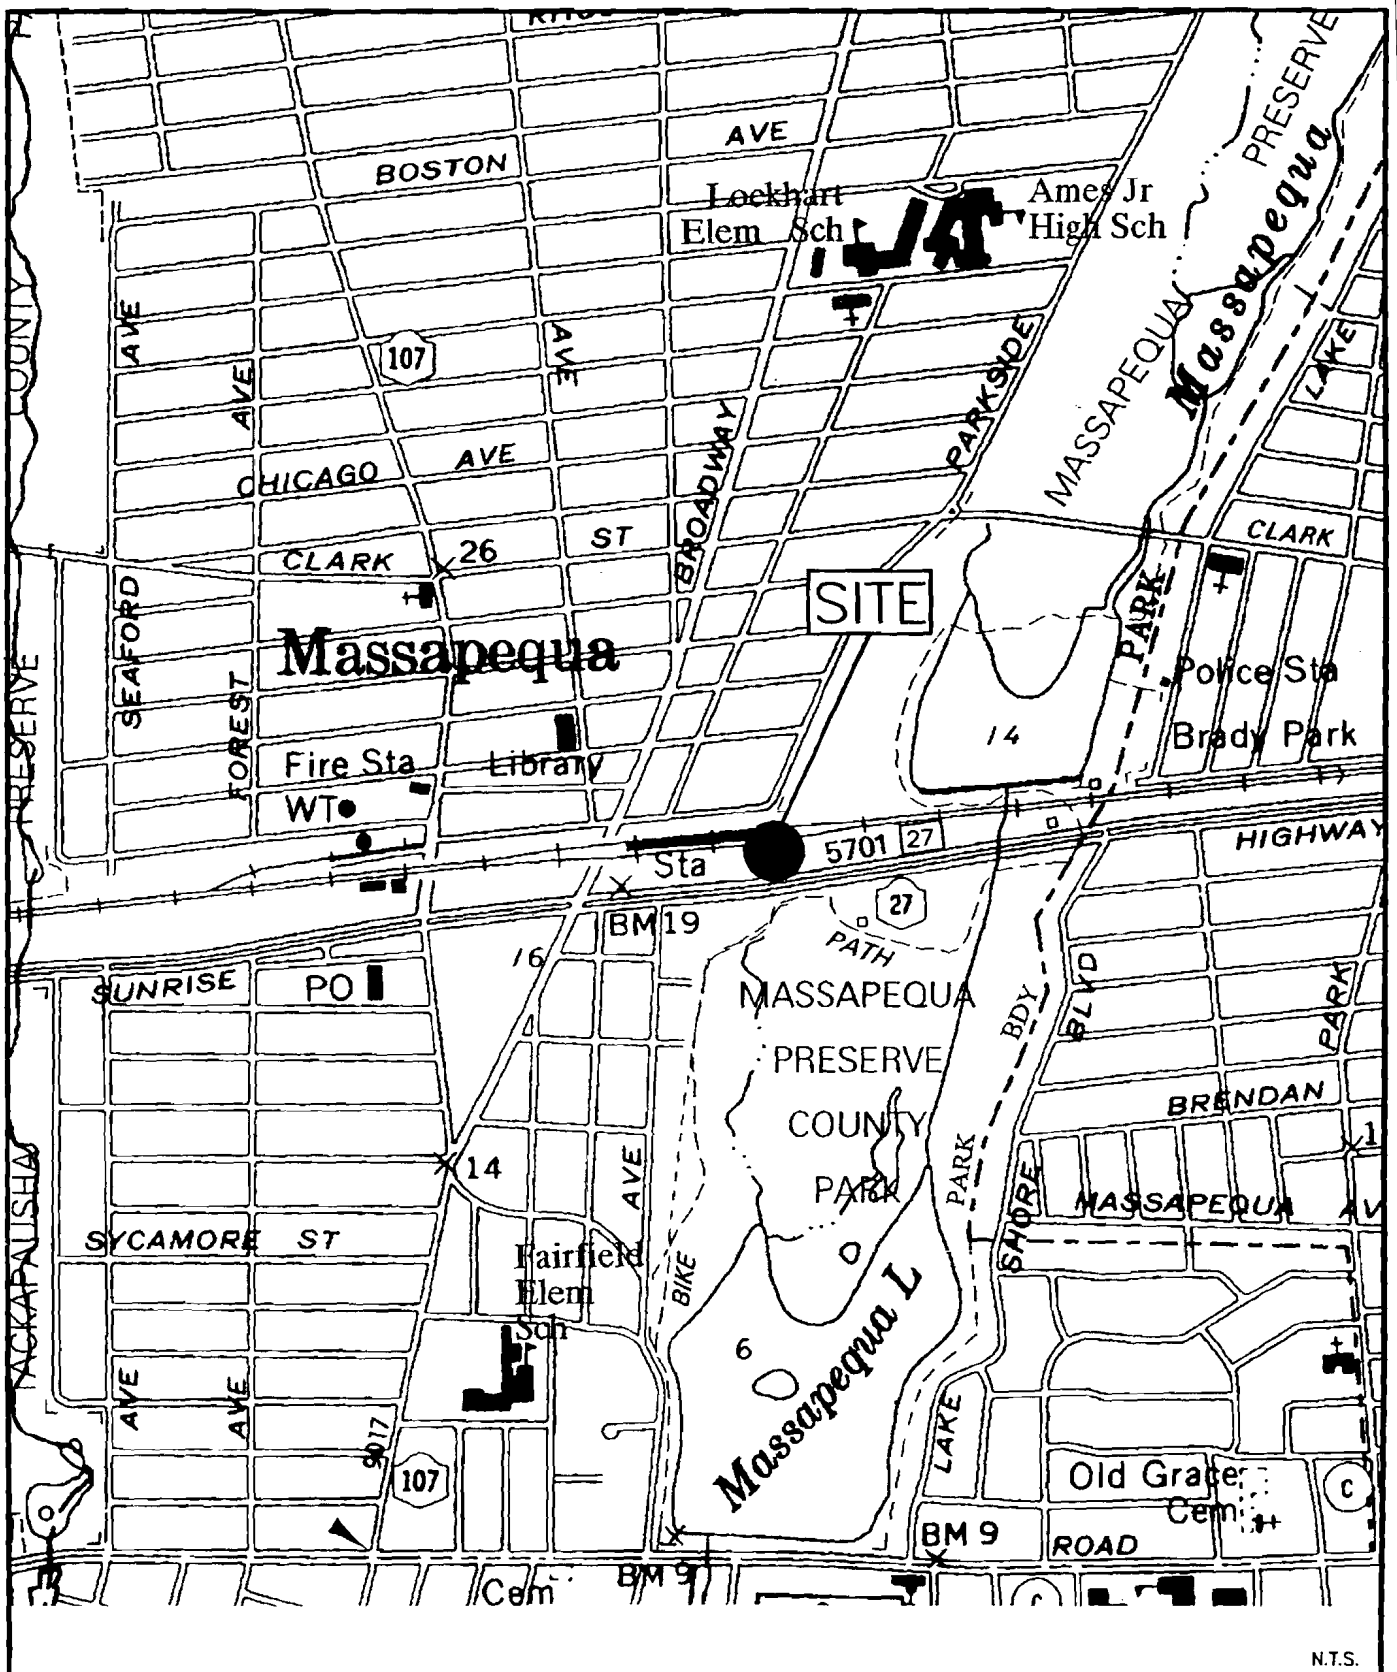 PRESERVE
AVE
BOSTON
Lockhart
Elem Sch
Ames Jr
High Sch
Massapequa
COUNTY
AVE
AVE
AVE
107
PARKSIDE
MASSAPEQUA
LAKE
BROADWAY
CHICAGO
AVE
CLARK
ST
26
CLARK
SITE
SEAFORD
PARK
Massapequa
PRESERVE
FOREST
Police Sta
14
Brady Park
Fire Sta
Library
WT
HIGHWAY
5701
27
Sta
27
BM 19
PATH
16
SUNRISE
PO
MASSAPEQUA
PRESERVE
COUNTY
PARK
BDY
BLVD
PARK
BRENDAN
1
14
AVE
PARK
SHORE
MASSAPEQUA
AV
SYCAMORE ST
Fairfield
Elem
Sch
BIKE
6
Massapequa L
AVE
AVE
LAKE
107
Old Grace
Cem
C
BM 9
ROAD
Cem
BM 9
C
N.T.S.